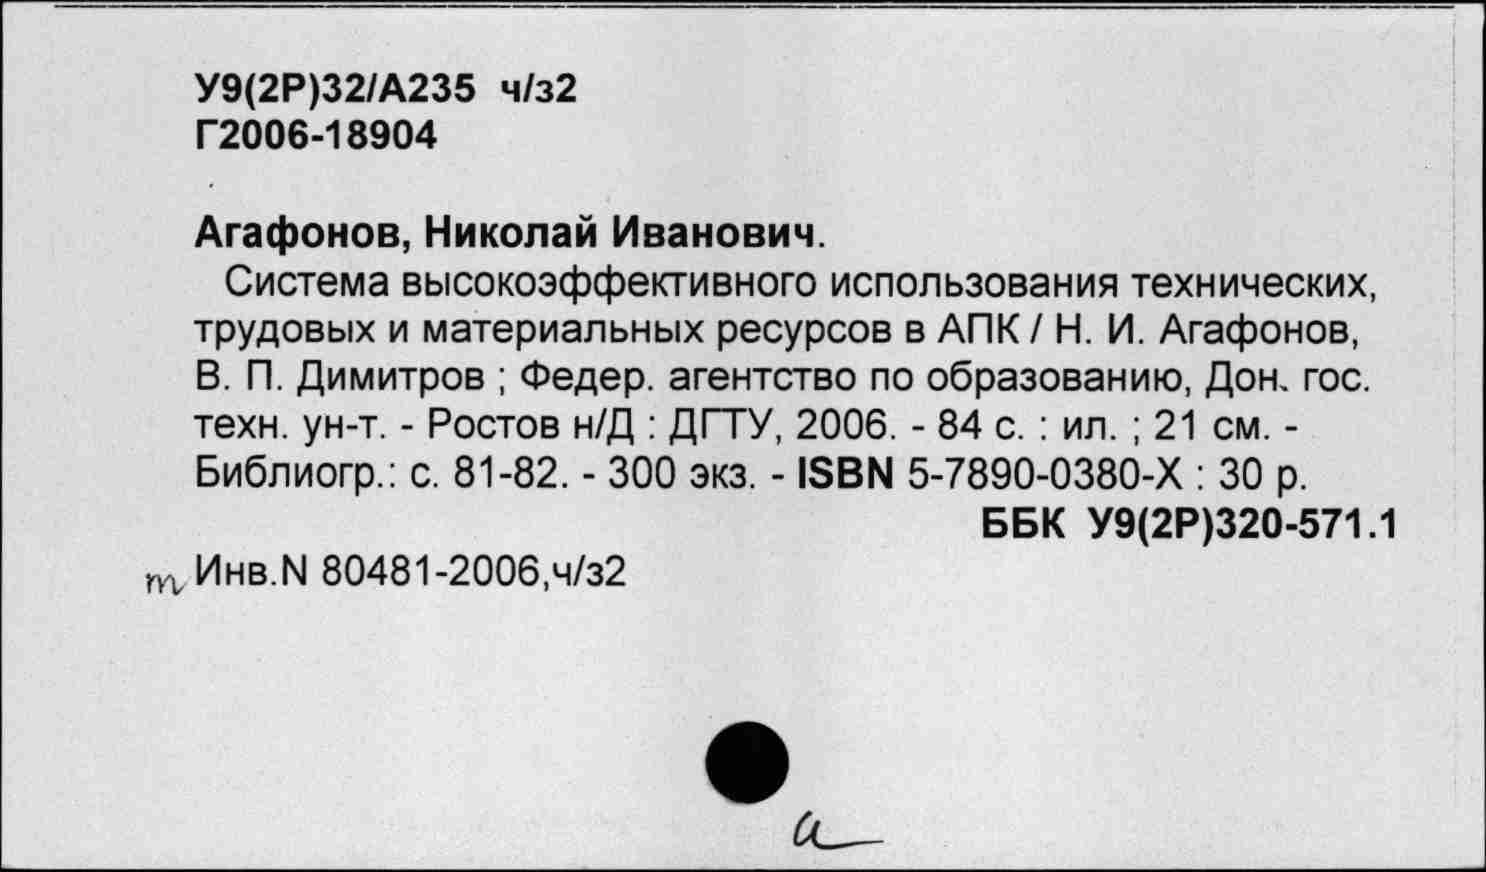 У9(2Р)32/А235 ч/з2
Г2006-18904
Агафонов, Николай Иванович.
Система высокоэффективного использования технических,
трудовых и материальных ресурсов в АПК / Н. И. Агафонов,
В. П. Димитров ; Федер. агентство по образованию, Дон. гос.
техн. ун-т. - Ростов н/Д : ДГТУ, 2006. - 84 с. : ил. ; 21 см. -
Библиогр.: с. 81-82. - 300 экз. - ISBN 5-7890-0380-X : 30 р.
ББК У9(2Р)320-571.1
Инв.N 80481-2006,ч/з2